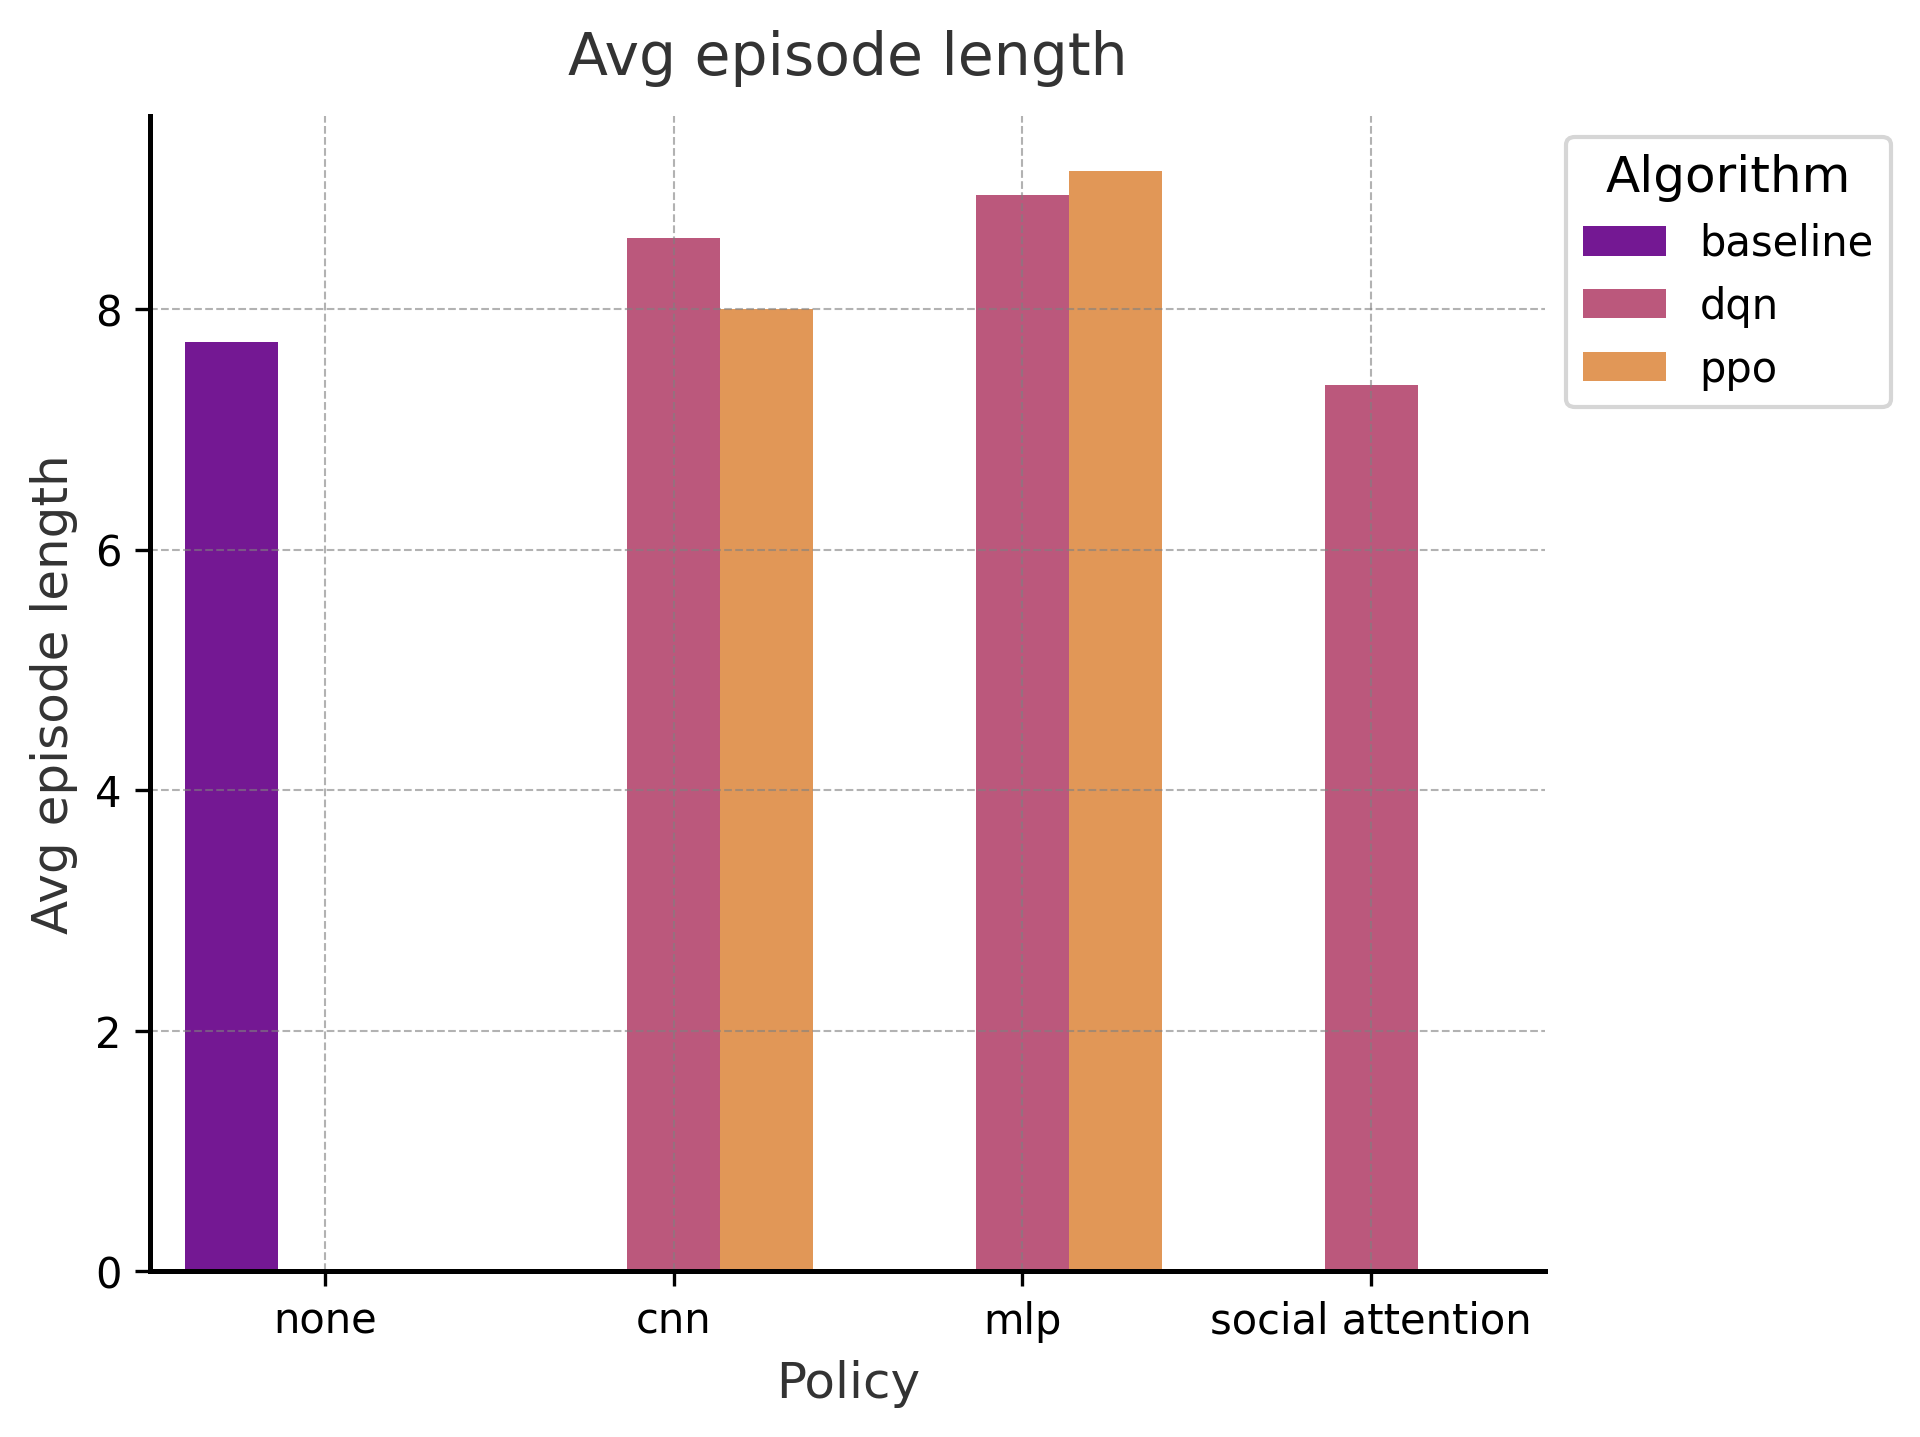 Avg episode length
Algorithm
baseline
dqn
ppo
Avg episode length
8
6
4
2
0
none
cnn
mlp
social attention
Policy